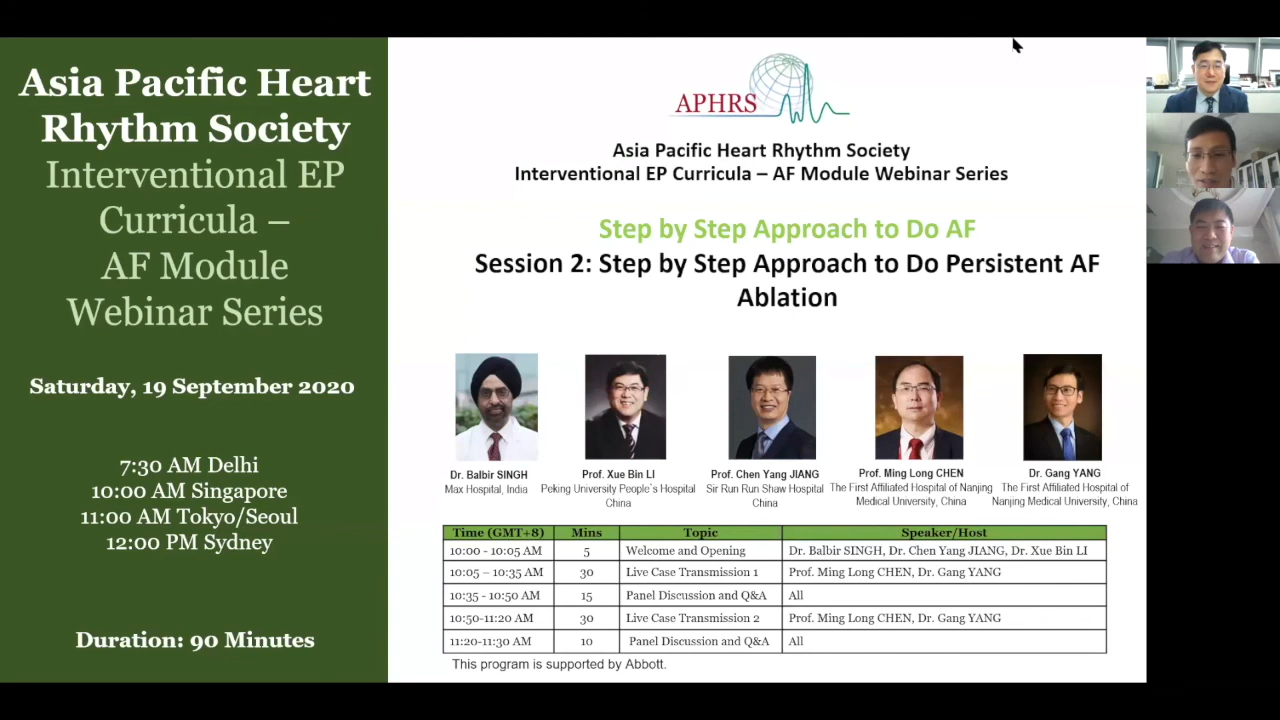 Asia Pacific Heart
Rhythm Society
Interventional EP
Curricula –
AF Module
Webinar Series
Saturday, 19 September 2020
7:30 AM Delhi
10:00 AM Singapore
11:00 AM Tokyo/Seoul
12:00 PM Sydney
Duration: 90 Minutes
APHRS
Asia Pacific Heart Rhythm Society
Interventional EP Curricula – AF Module Webinar Series
Step by Step Approach to Do AF
Session 2: Step by Step Approach to Do Persistent AF
Ablation
Dr. Balbir SINGH
Max Hospital, India
Prof. Xue Bin LI
Peking University People`s Hospital
China
Prof. Chen Yang JIANG
Sir Run Run Shaw Hospital
China
Prof. Ming Long CHEN
The First Affiliated Hospital of Nanjing
Medical University, China
Dr. Gang YANG
The First Affiliated Hospital of
Nanjing Medical University, China
Time (GMT+8) Mins Topic Speaker/Host
10:00 - 10:05 AM 5 Welcome and Opening Dr. Balbir SINGH, Dr. Chen Yang JIANG, Dr. Xue Bin LI
10:05 – 10:35 AM 30 Live Case Transmission 1 Prof. Ming Long CHEN, Dr. Gang YANG
10:35 - 10:50 AM 15 Panel Discussion and Q&A All
10:50-11:20 AM 30 Live Case Transmission 2 Prof. Ming Long CHEN, Dr. Gang YANG
11:20-11:30 AM 10 Panel Discussion and Q&A All
This program is supported by Abbott.